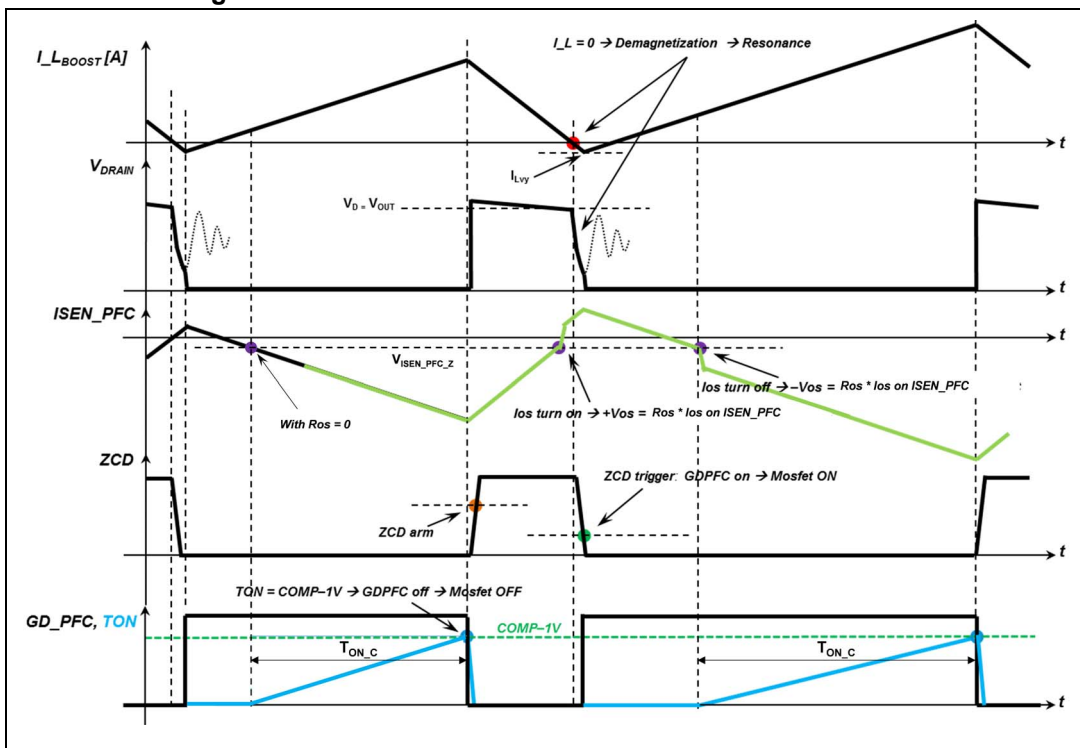 I_L_BOOST [A]
I_L = 0 → Demagnetization → Resonance
t
I_Lvy
V_DRAIN
V_D = V_OUT
t
ISEN_PFC
t
V_ISEN_PFC_Z
With Ros = 0
Ios turn on → +Vos = Ros * Ios on ISEN_PFC
Ios turn off → –Vos = Ros * Ios on ISEN_PFC
ZCD
ZCD arm
ZCD trigger: GDPFC on → Mosfet ON
t
TON = COMP–1V → GDPFC off → Mosfet OFF
GD_PFC, TON
COMP–1V
T_ON_C
T_ON_C
t